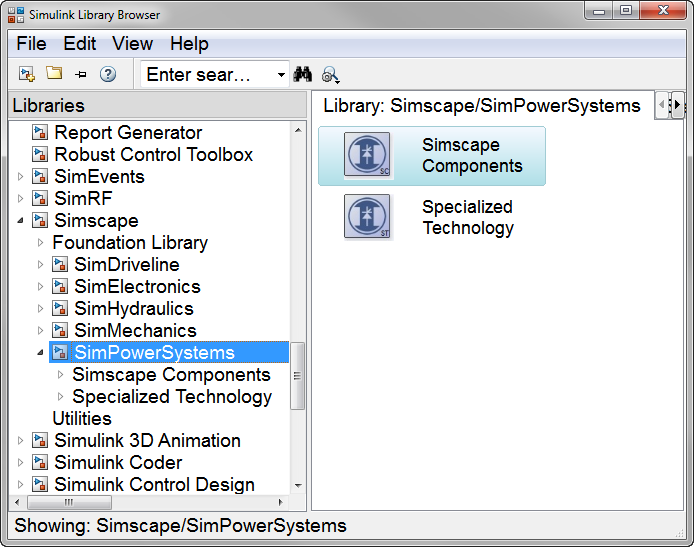 Simulink Library Browser
File Edit View Help
Enter sear...
Libraries
Library: Simscape/SimPowerSystems
Report Generator
Robust Control Toolbox
SimEvents
SimRF
Simscape
Foundation Library
SimDriveline
SimElectronics
SimHydraulics
SimMechanics
SimPowerSystems
Simscape Components
Specialized Technology
Utilities
Simulink 3D Animation
Simulink Coder
Simulink Control Design
SC
Simscape
Components
ST
Specialized
Technology
Showing: Simscape/SimPowerSystems